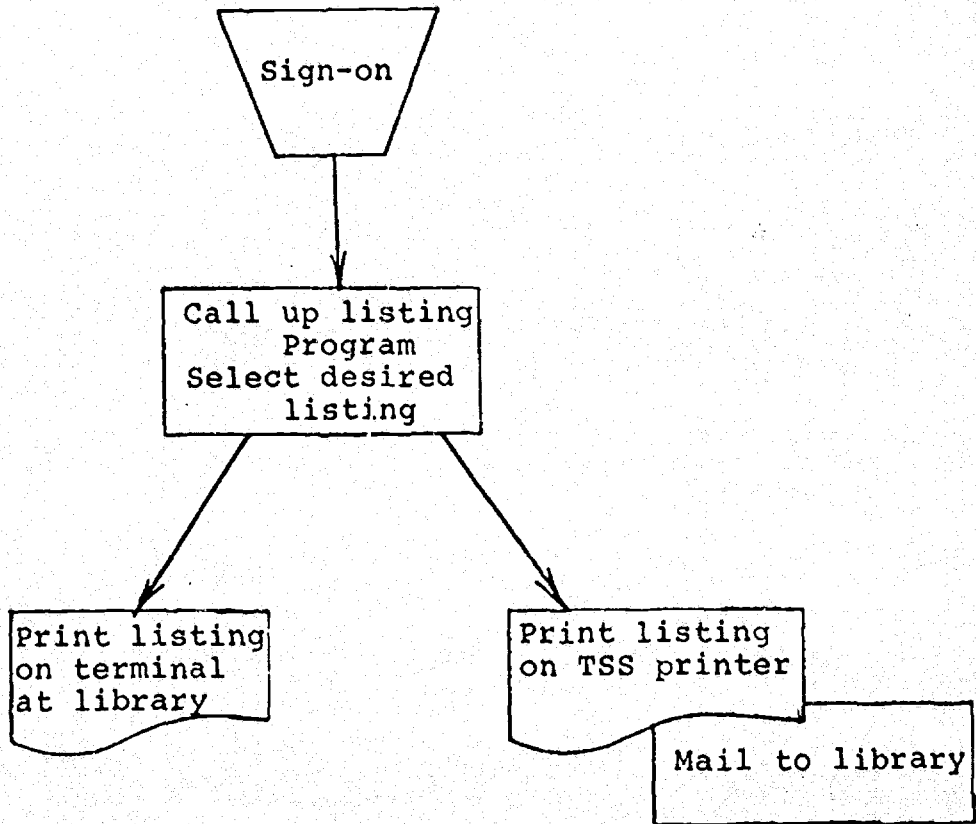 Sign-on
Call up listing
Program
Select desired
listing
Print listing
on terminal
at library
Print listing
on TSS printer
Mail to library